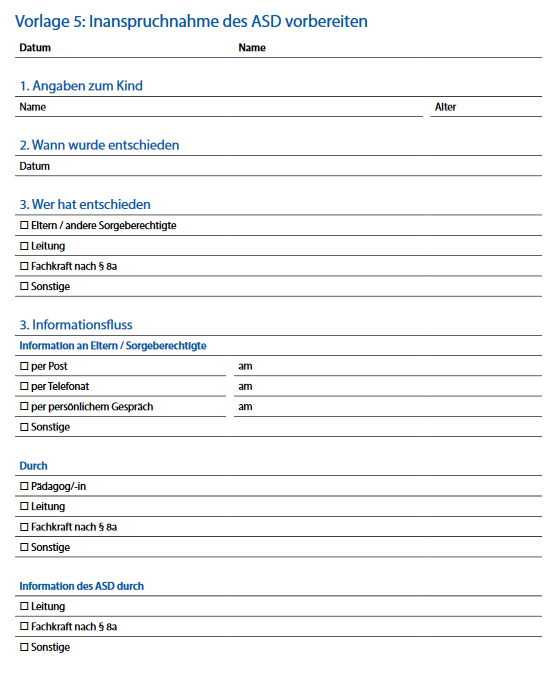 Vorlage 5: Inanspruchnahme des ASD vorbereiten
Datum Name
1. Angaben zum Kind
Name Alter
2. Wann wurde entschieden
Datum
3. Wer hat entschieden
☐ Eltern / andere Sorgeberechtigte
☐ Leitung
☐ Fachkraft nach § 8a
☐ Sonstige
3. Informationsfluss
Information an Eltern / Sorgeberechtigte
☐ per Post am
☐ per Telefonat am
☐ per persönlichem Gespräch am
☐ Sonstige
Durch
☐ Pädagog/-in
☐ Leitung
☐ Fachkraft nach § 8a
☐ Sonstige
Information des ASD durch
☐ Leitung
☐ Fachkraft nach § 8a
☐ Sonstige